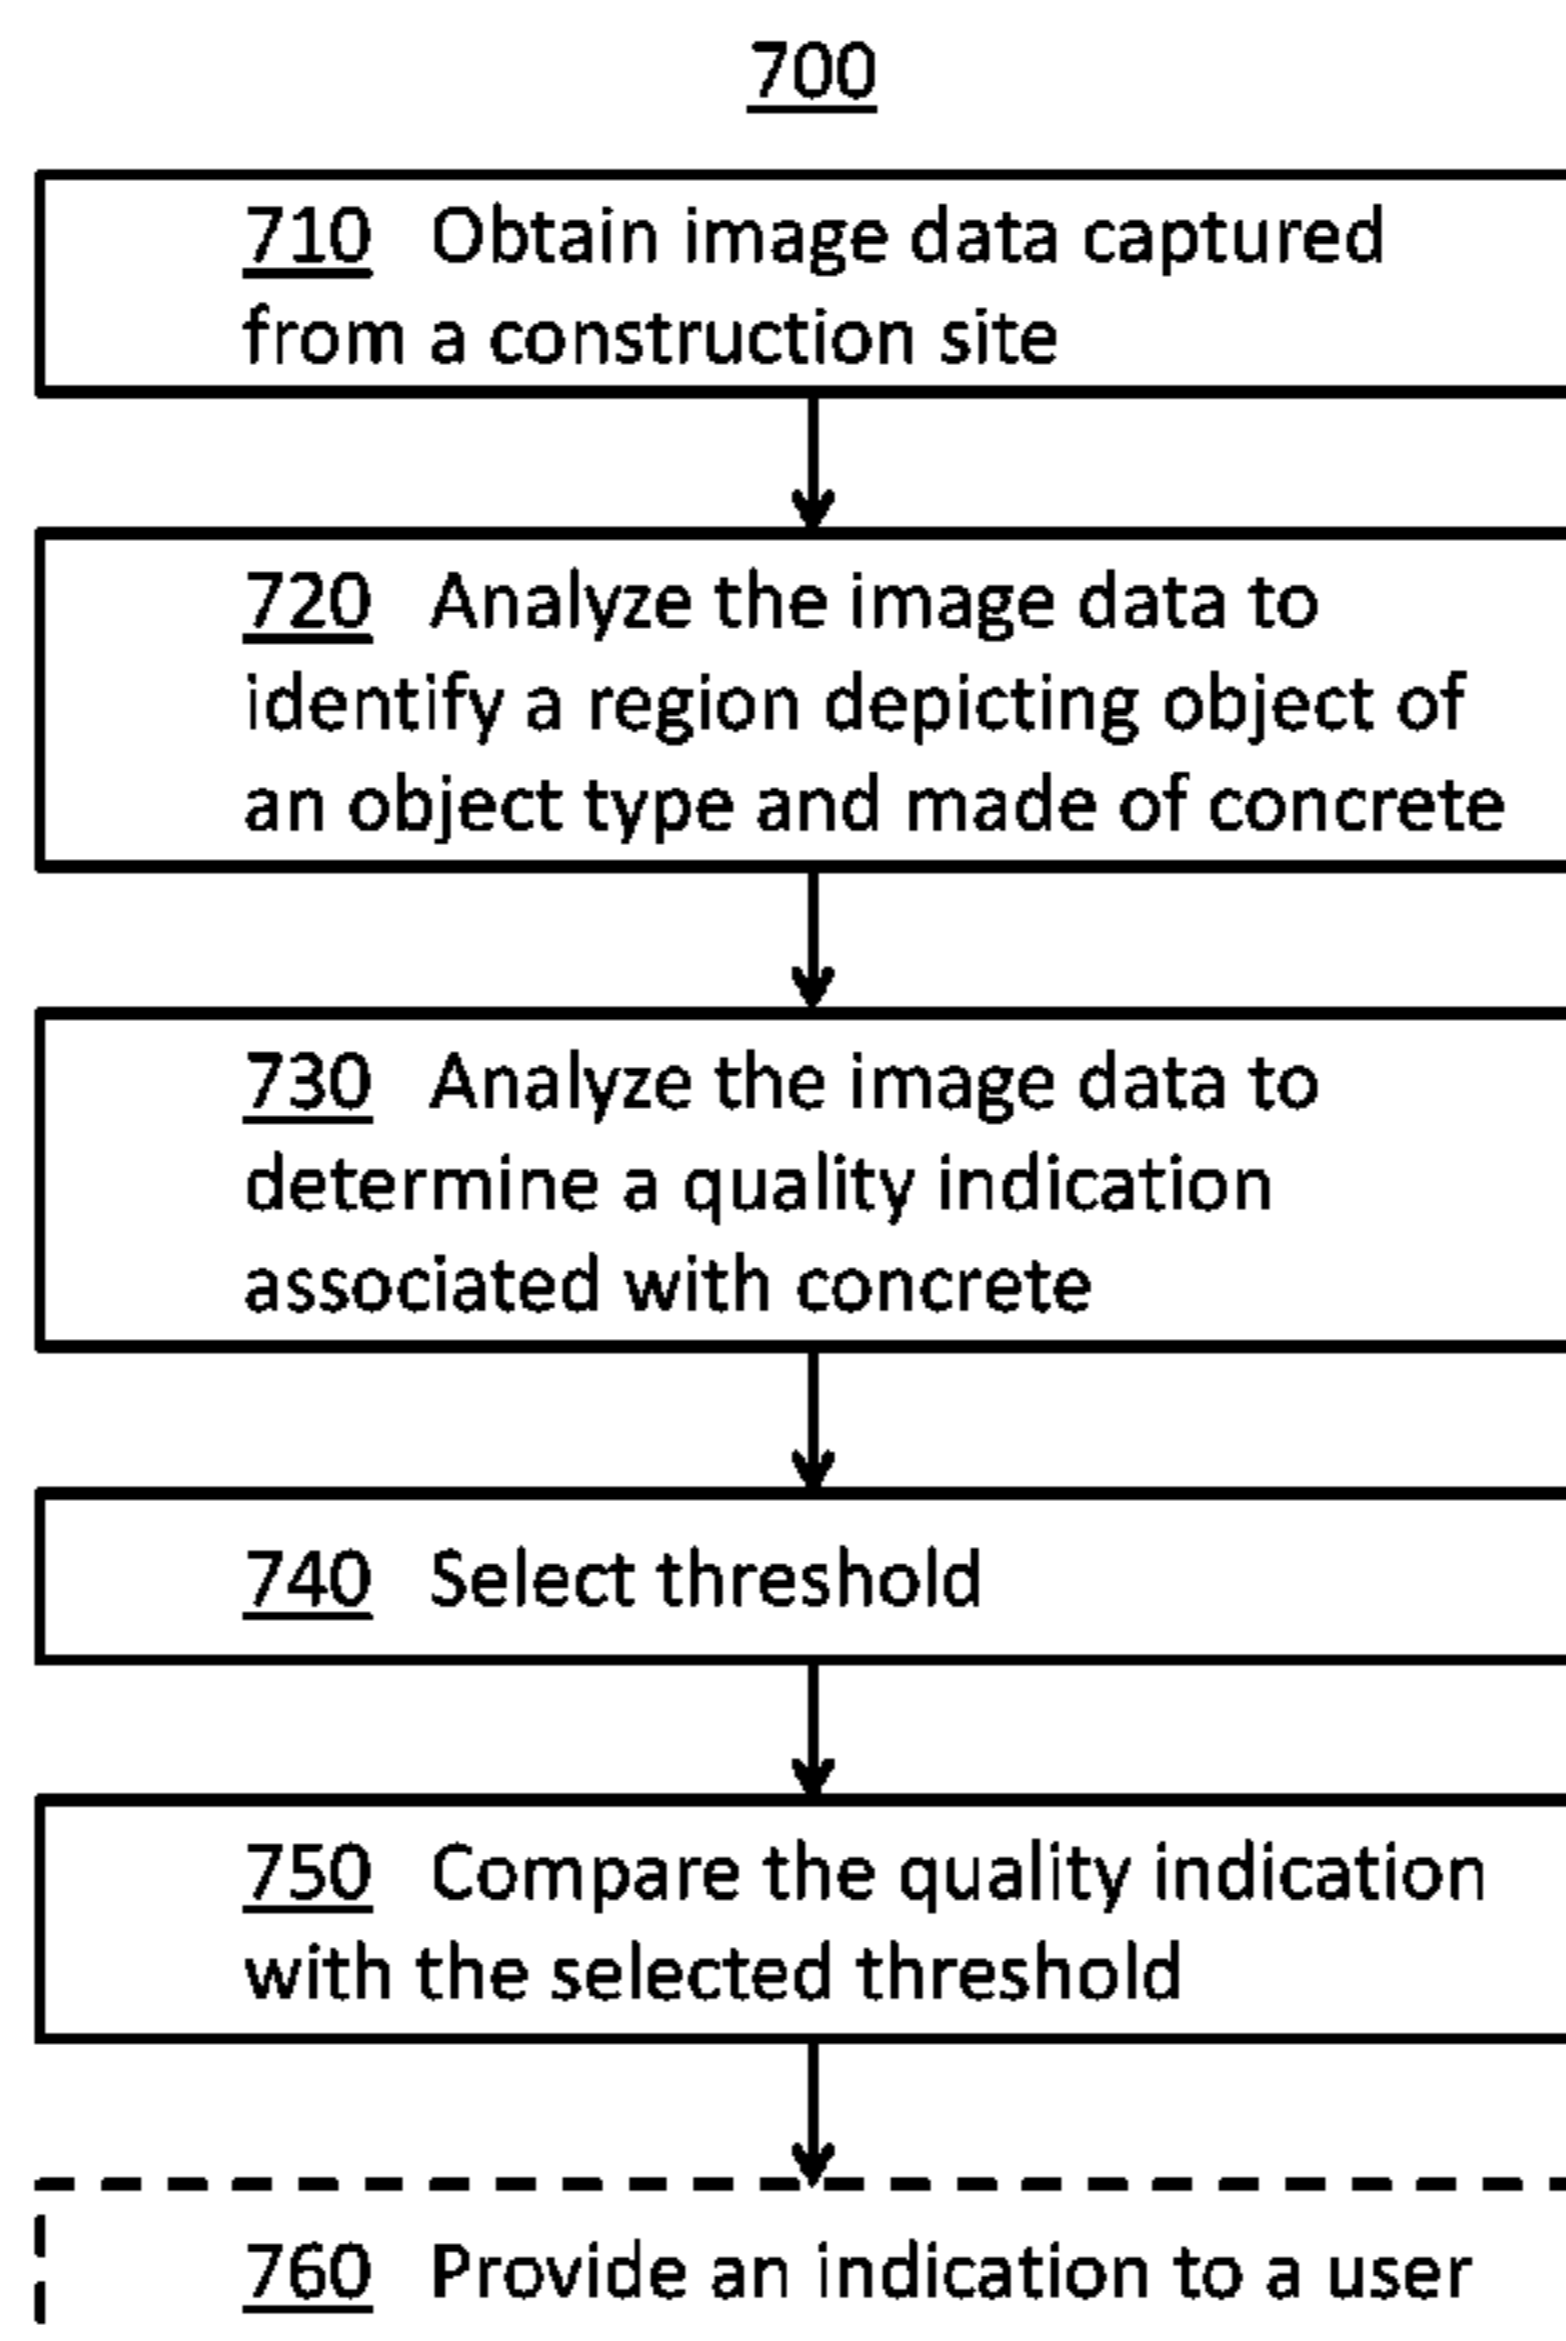 700
710 Obtain image data captured
from a construction site
720 Analyze the image data to
identify a region depicting object of
an object type and made of concrete
730 Analyze the image data to
determine a quality indication
associated with concrete
740 Select threshold
750 Compare the quality indication
with the selected threshold
760 Provide an indication to a user